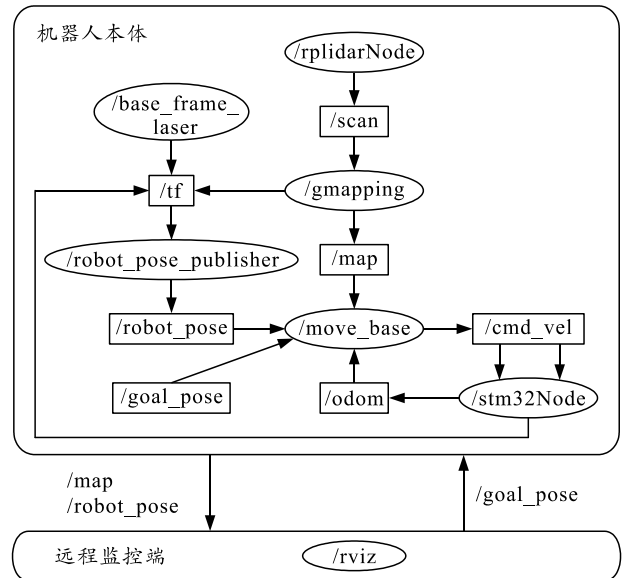 机器人本体
/rplidarNode
/base_frame_
laser
/scan
/tf
/gmapping
/robot_pose_publisher
/map
/robot_pose
/move_base
/cmd_vel
/goal_pose
/odom
/stm32Node
/map
/robot_pose
/goal_pose
远程监控端
/rviz